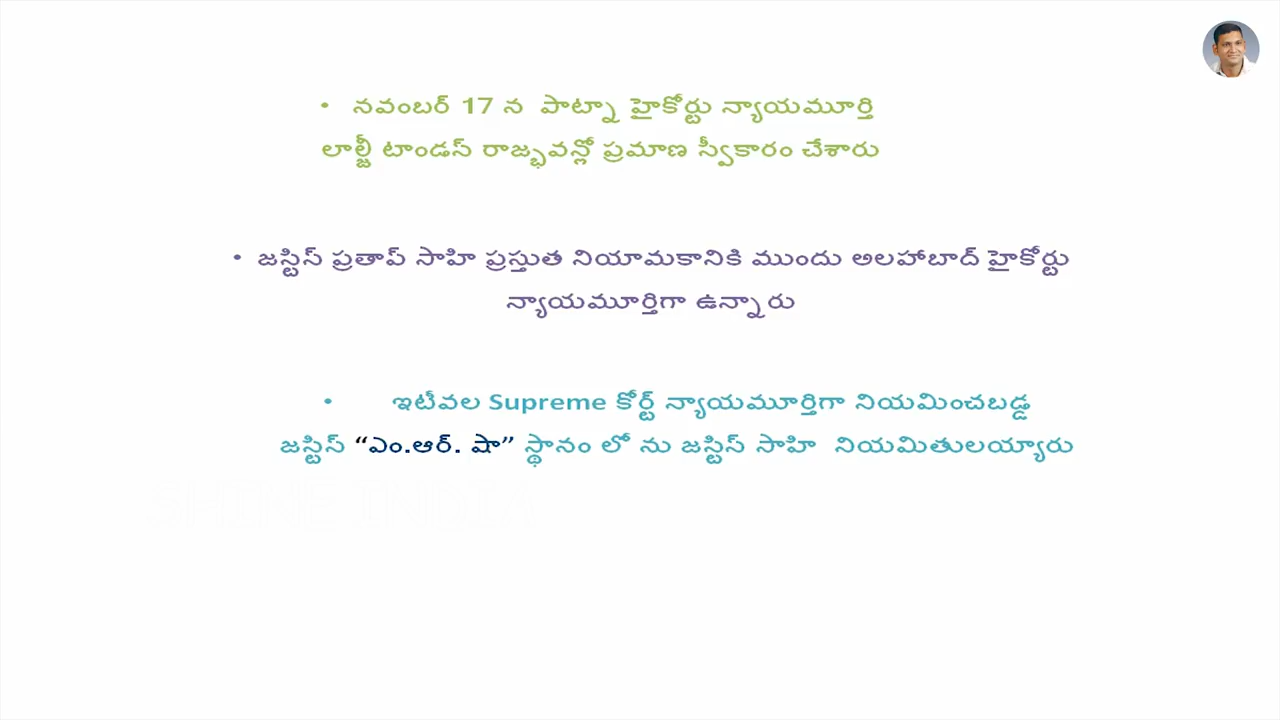 • నవంబర్ 17 న పాట్నా హైకోర్టు న్యాయమూర్తి
లాల్జీ టాండస్ రాజ్భవన్లో ప్రమాణ స్వీకారం చేశారు
• జస్టిస్ ప్రతాప్ సాహి ప్రస్తుత నియామకానికి ముందు అలహాబాద్ హైకోర్టు
న్యాయమూర్తిగా ఉన్నారు
• ఇటీవల Supreme కోర్ట్ న్యాయమూర్తిగా నియమించబడ్డ
జస్టిస్ “ఎం.ఆర్. షా” స్థానం లో ను జస్టిస్ సాహి నియమితులయ్యారు